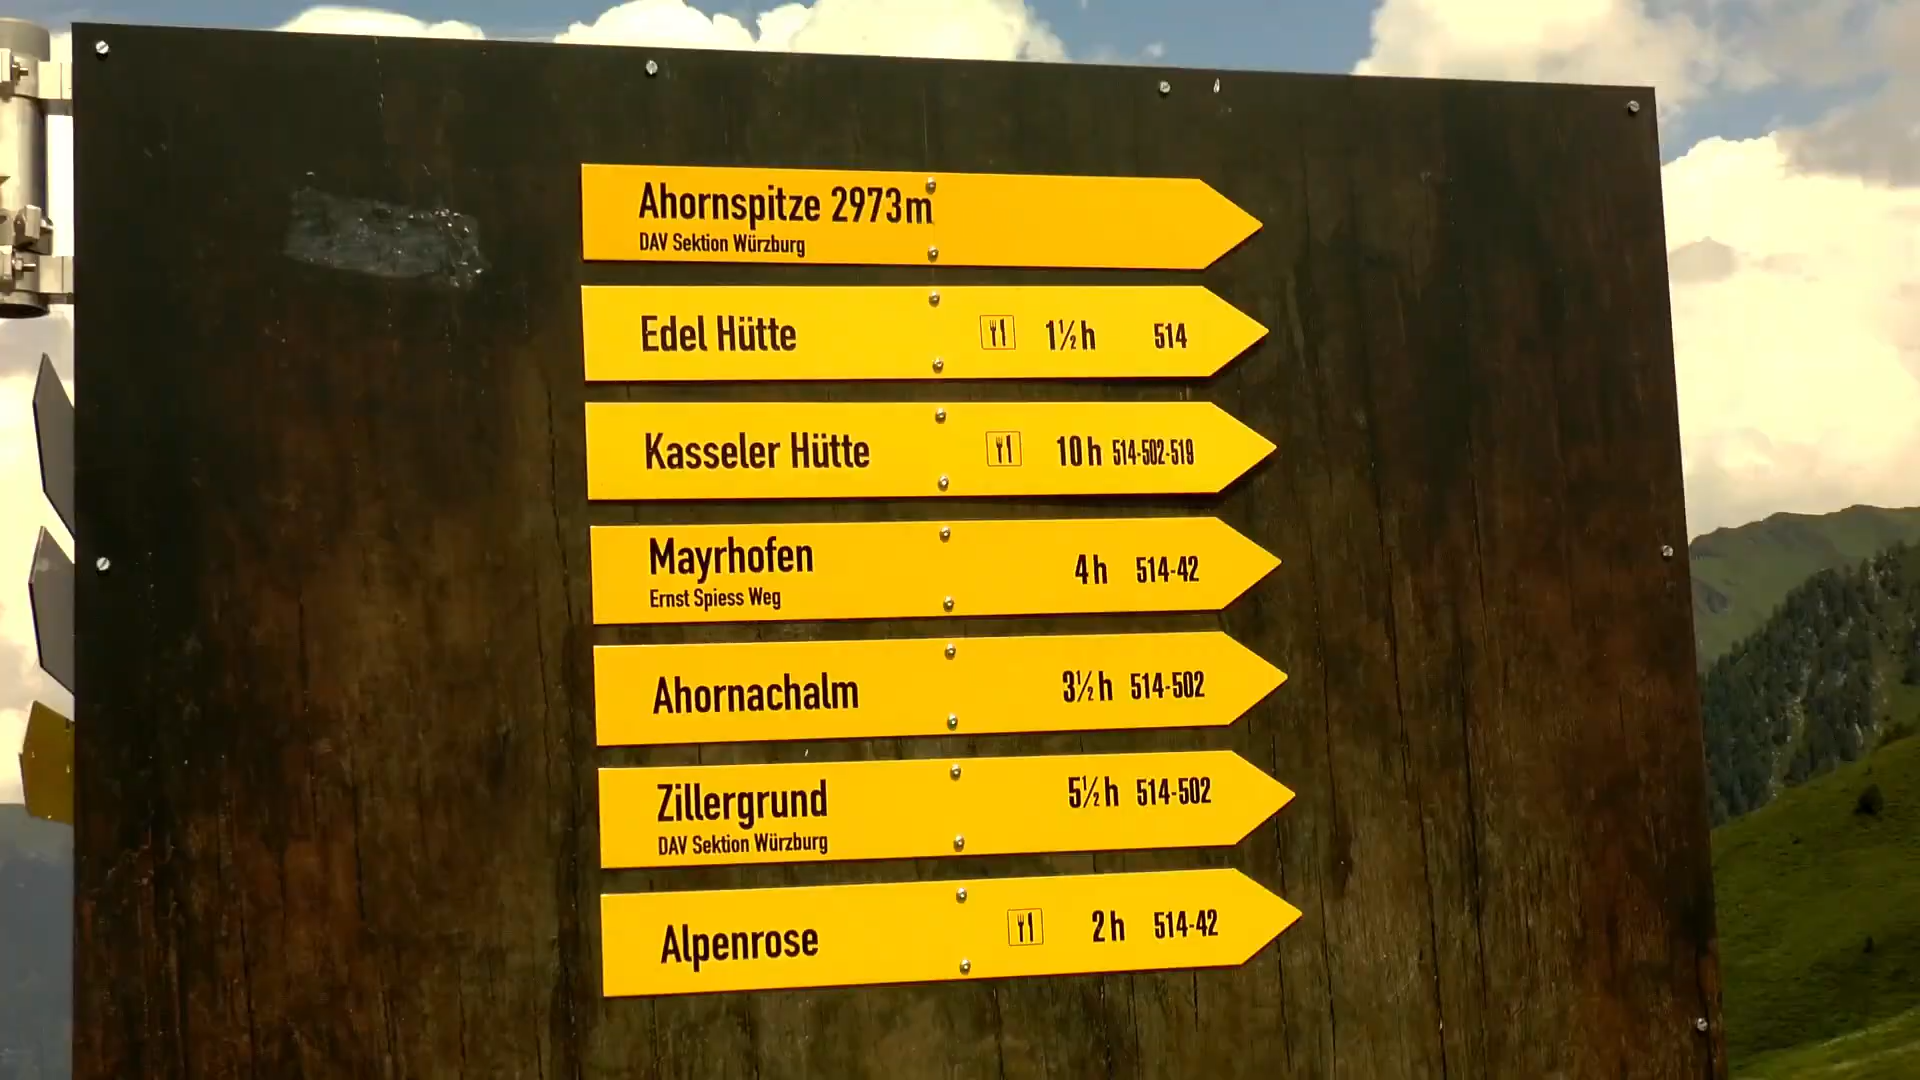 Ahornspitze 2973m
DAV Sektion Würzburg
Edel Hütte 1½h 514
Kasseler Hütte 10h 514-502-519
Mayrhofen 4h 514-42
Ernst Spiess Weg
Ahornachalm 3½h 514-502
Zillergrund 5½h 514-502
DAV Sektion Würzburg
Alpenrose 2h 514-42